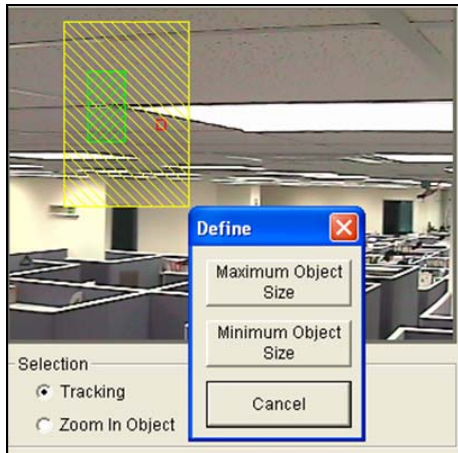 Define
Maximum Object
Size
Minimum Object
Size
Cancel
Selection
Tracking
Zoom In Object